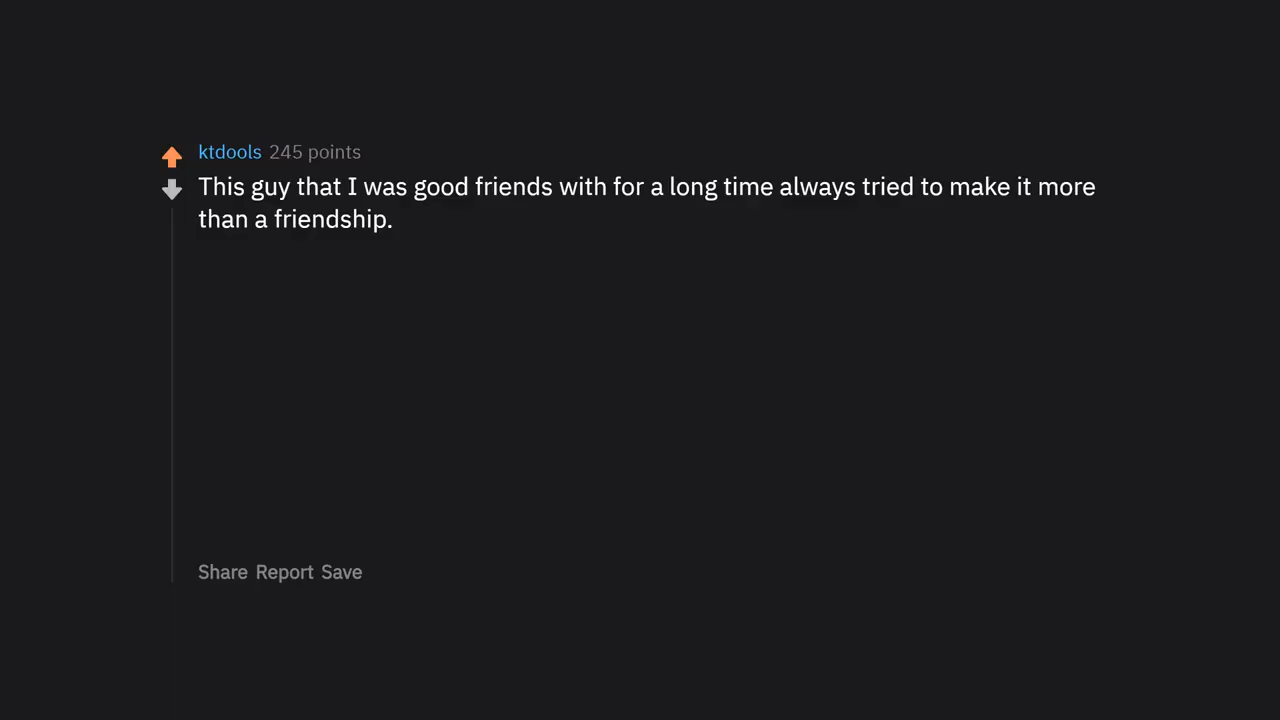 ktdools 245 points
This guy that I was good friends with for a long time always tried to make it more
than a friendship.
Share Report Save